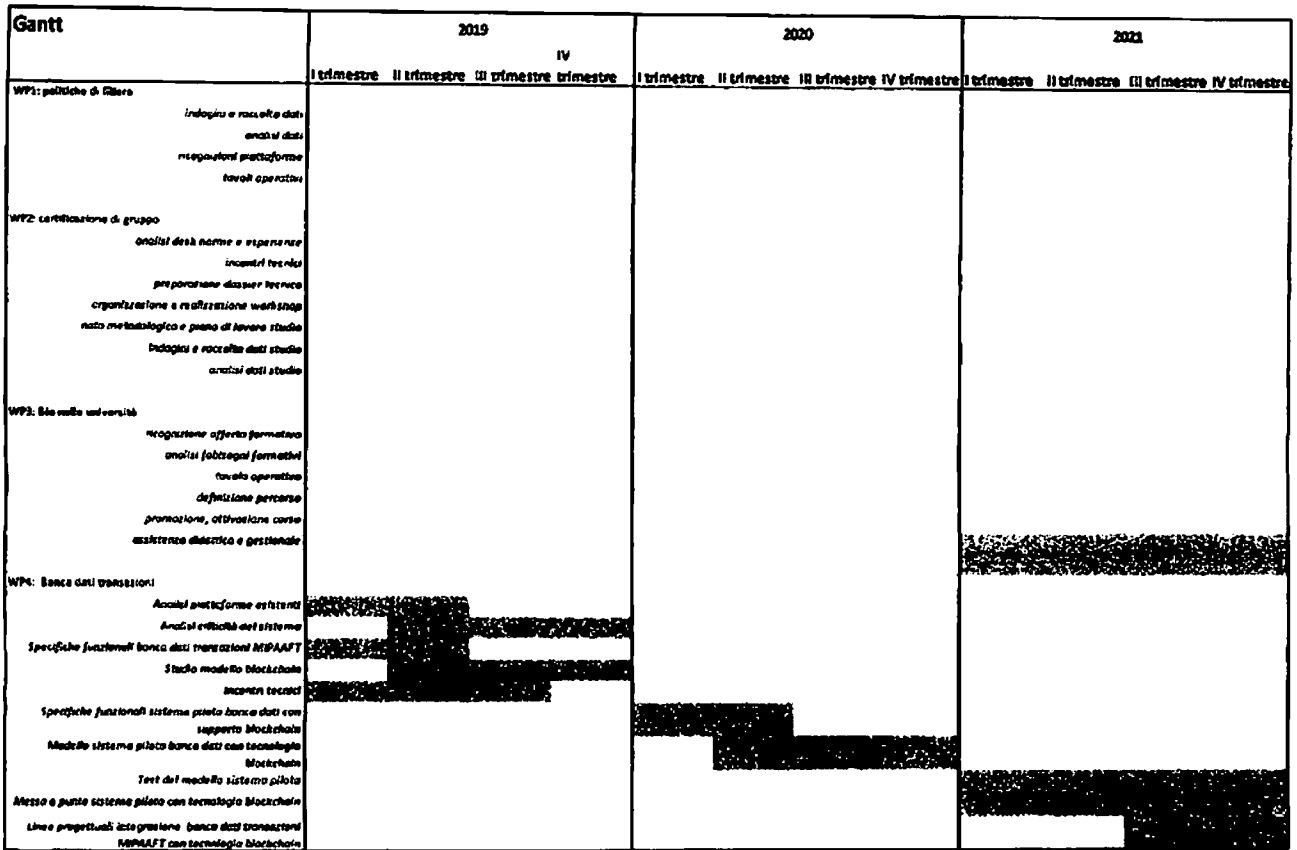 Gantt
2019
2020
2021
IV
I trimestre II trimestre III trimestre trimestre
I trimestre II trimestre III trimestre IV trimestre
I trimestre II trimestre III trimestre IV trimestre
WP1: politiche di filiera
indagini e raccolta dati
analisi dati
ricognizioni piattaforme
tavoli operativi
WP2: certificazione di gruppo
analisi desk norme e esperienze
incontri tecnici
preparazione dossier tecnico
organizzazione e realizzazione workshop
nota metodologica e piano di lavoro studio
indagini e raccolta dati studio
analisi dati studio
WP3: Bio nelle università
ricognizione offerta formativa
analisi fabbisogni formativi
tavolo operativo
definizione percorso
promozione, attivazione corso
assistenza didattica e gestionale
WP4: Banca dati transazioni
Analisi piattaforme esistenti
Analisi criticità del sistema
Specifiche funzionali banca dati transazioni MIPAAFT
Studio modello blockchain
Incontri tecnici
Specifiche funzionali sistema pilota banca dati con
supporto blockchain
Modello sistema pilota banca dati con tecnologia
blockchain
Test del modello sistema pilota
Messa a punto sistema pilota con tecnologia blockchain
Linee progettuali integrazione banca dati transazioni
MIPAAFT con tecnologia blockchain